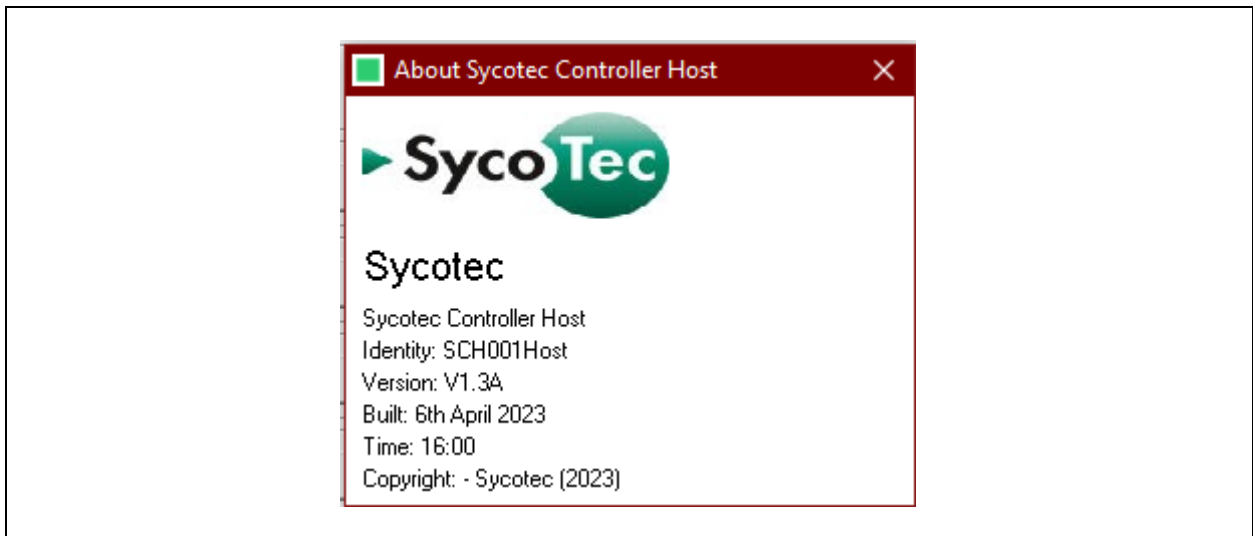 About Sycotec Controller Host
SycoTec
Sycotec
Sycotec Controller Host
Identity: SCH001Host
Version: V1.3A
Built: 6th April 2023
Time: 16:00
Copyright: - Sycotec (2023)